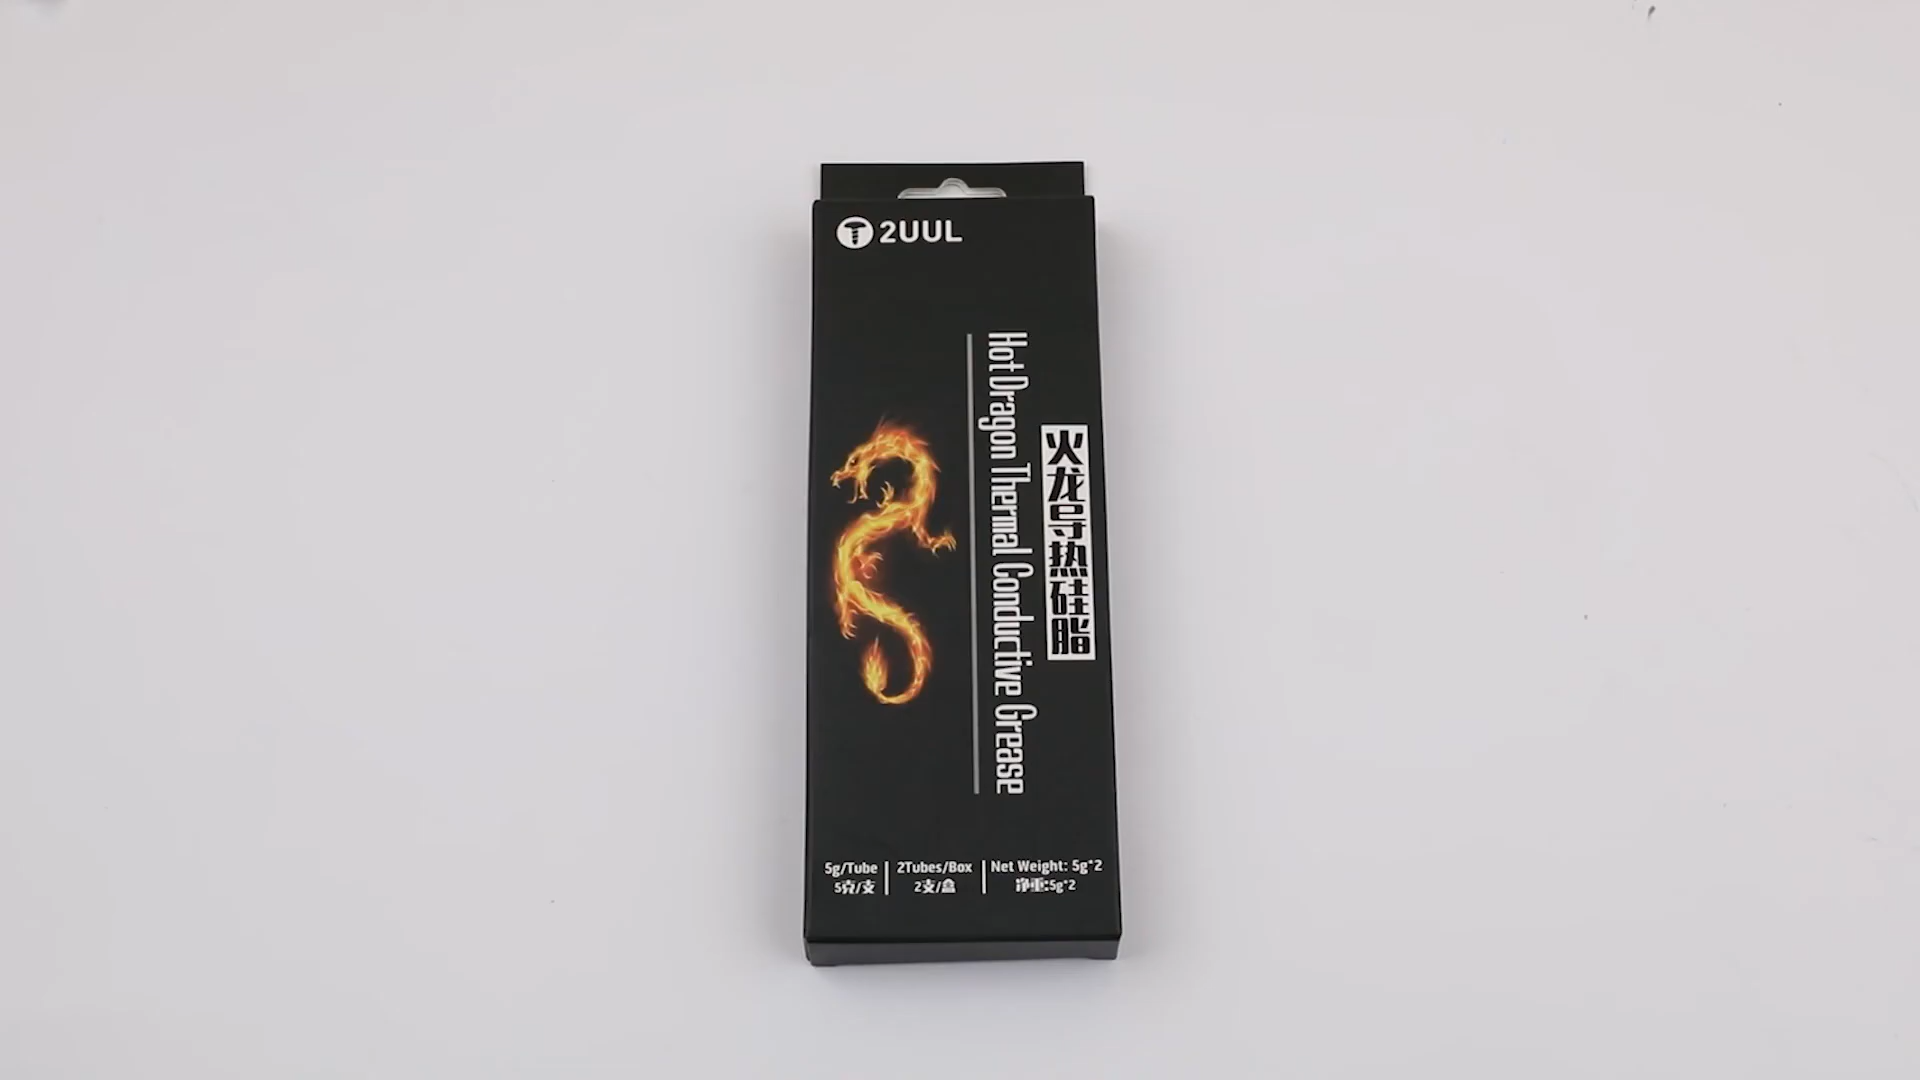 2UUL
火龙导热硅脂
Hot Dragon Thermal Conductive Grease
5g/Tube
5克/支
2Tubes/Box
2支/盒
Net Weight: 5g*2
净重:5g*2